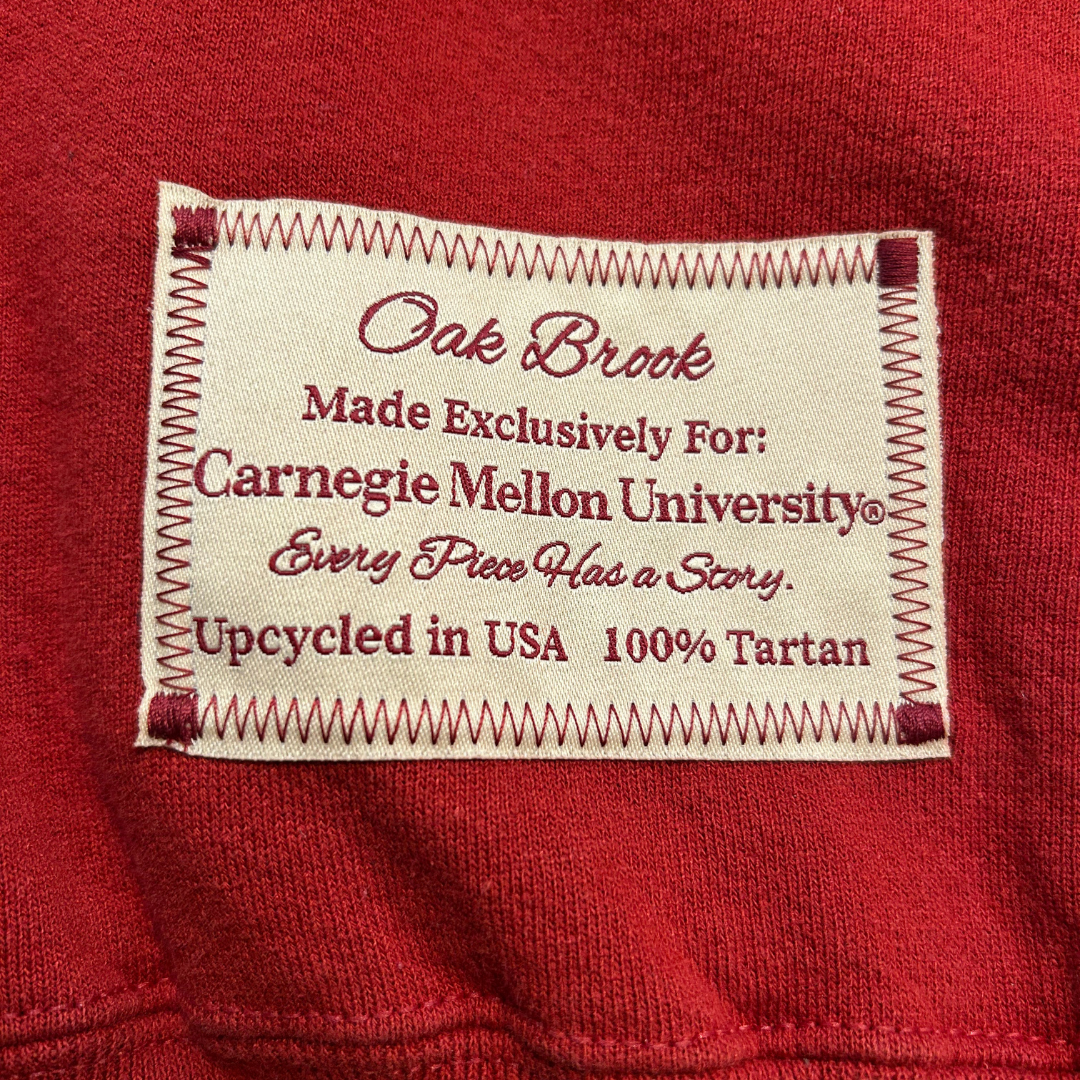 Oak Brook
Made Exclusively For:
Carnegie Mellon University®
Every Piece Has a Story.
Upcycled in USA 100% Tartan